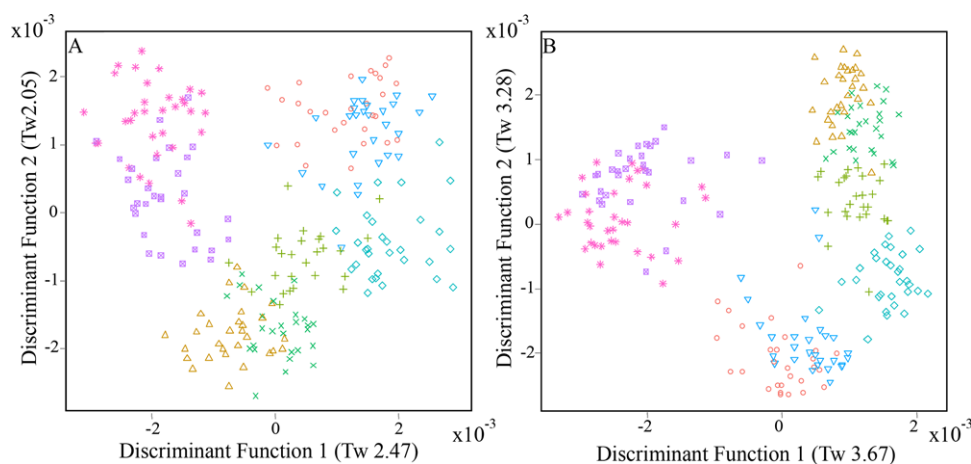 x10⁻³
A
2
1
0
-1
-2
Discriminant Function 2 (Tw2.05)
-2
0
2
x10⁻³
Discriminant Function 1 (Tw 2.47)
x10⁻³
B
2
1
0
-1
-2
Discriminant Function 2 (Tw 3.28)
-2
0
2
x10⁻³
Discriminant Function 1 (Tw 3.67)